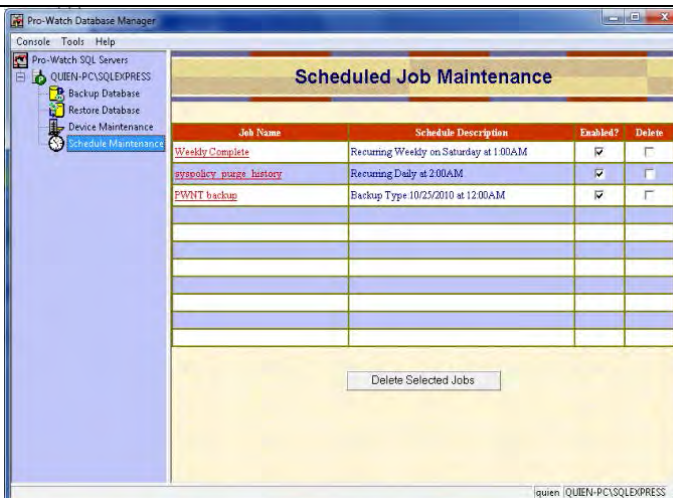 Pro-Watch Database Manager
Console Tools Help
Pro-Watch SQL Servers
QUIEN-PC\SQLEXPRESS
Backup Database
Restore Database
Device Maintenance
Schedule Maintenance
Scheduled Job Maintenance
Job Name Schedule Description Enabled? Delete
Weekly Complete Recurring Weekly on Saturday at 1:00AM
syspolicy_purge_history Recurring Daily at 2:00AM
PWNT backup Backup Type:10/25/2010 at 12:00AM
Delete Selected Jobs
quien QUIEN-PC\SQLEXPRESS